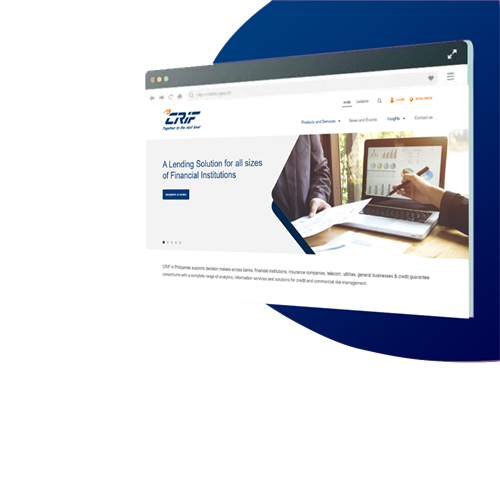 HOME CAREERS LOGIN WORLDWIDE
CRIF
Together to the next level
Products and Services News and Events Insights Contact us
A Lending Solution for all sizes
of Financial Institutions
REQUEST A DEMO
CRIF in Philippines supports decision makers across banks, financial institutions, insurance companies, telecom, utilities, general businesses & credit guarantee
consortiums with a complete range of analytics, information services and solutions for credit and commercial risk management.